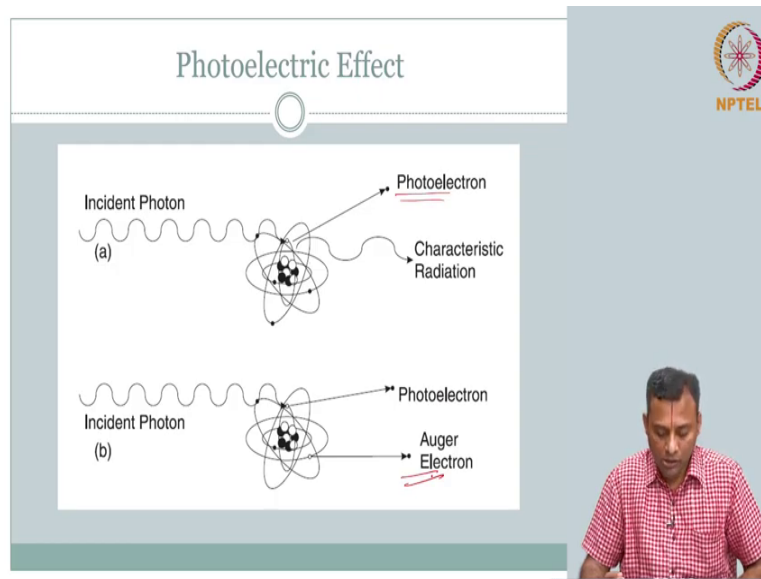 Photoelectric Effect
NPTEL
Photoelectron
Incident Photon
(a)
Characteristic
Radiation
Photoelectron
Incident Photon
(b)
Auger
Electron